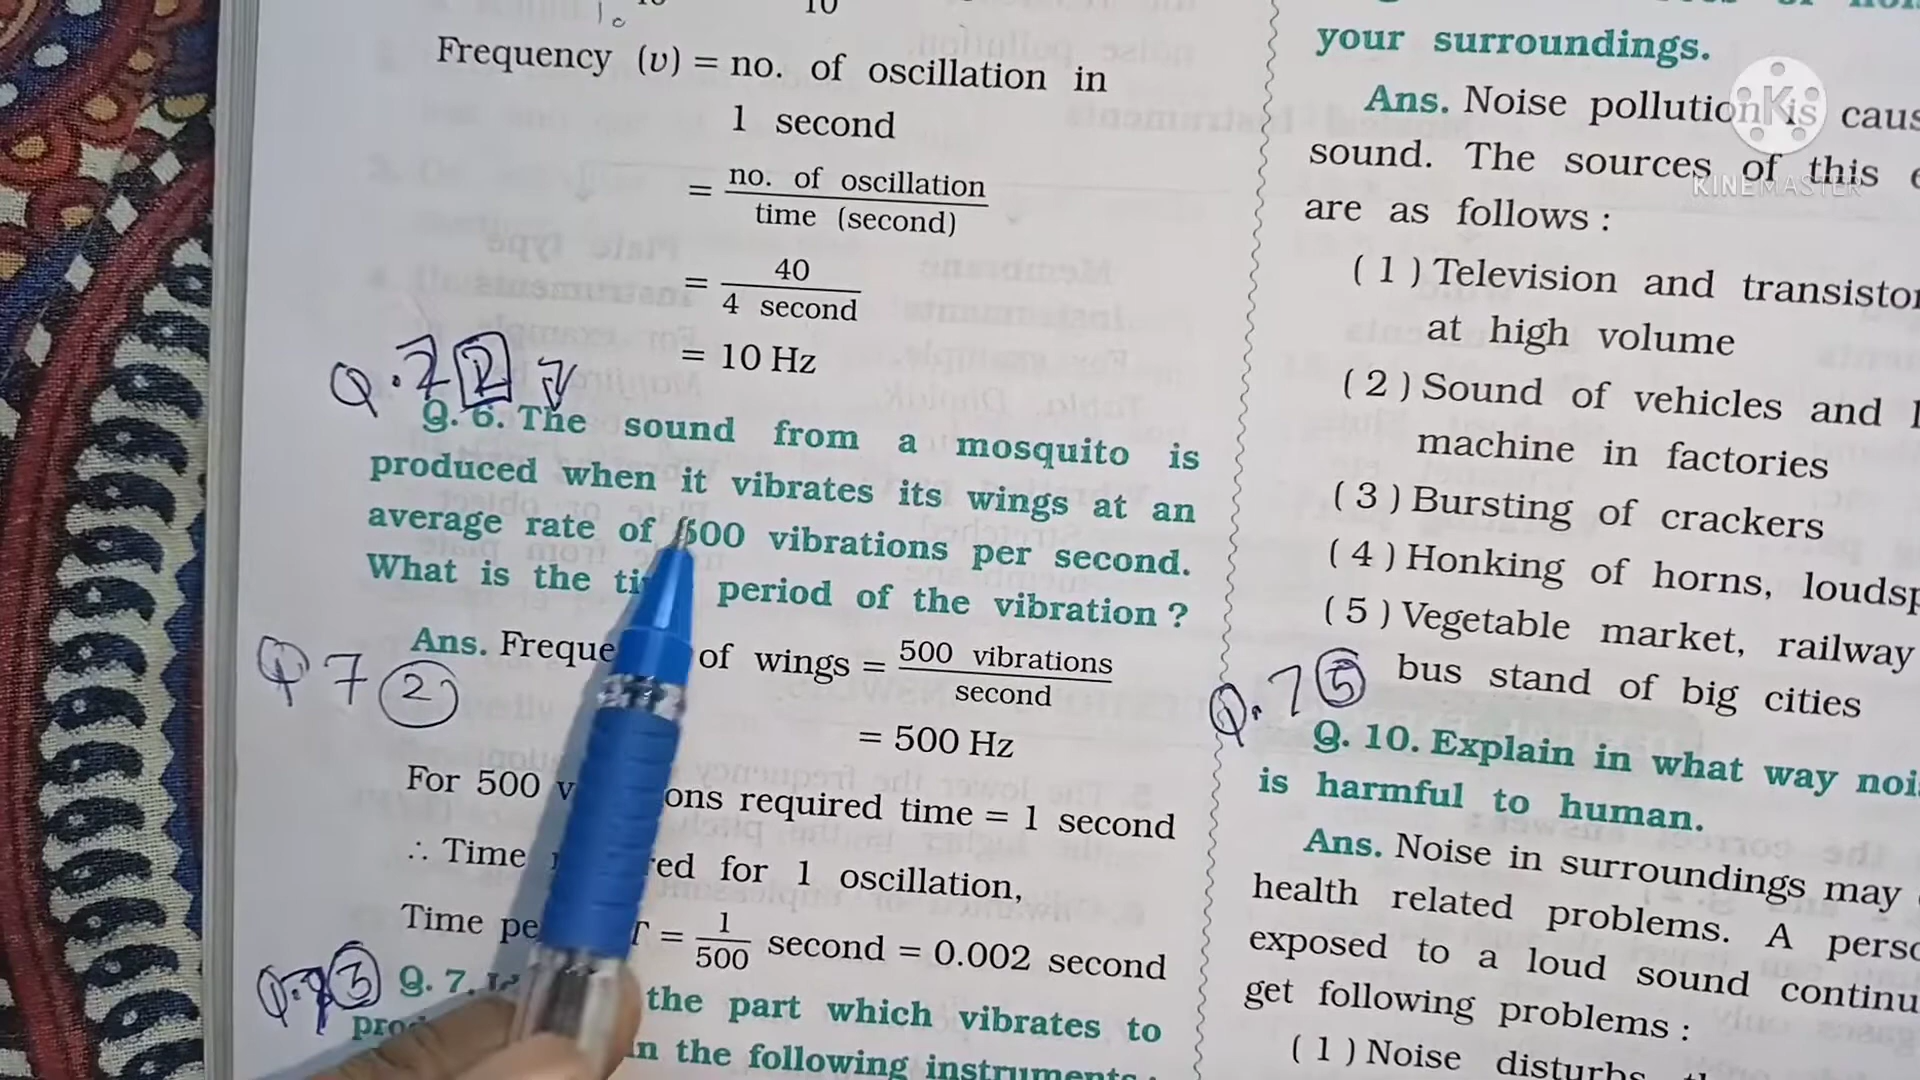 10
Frequency (υ) = no. of oscillation in
1 second
= no. of oscillation
time (second)
= 40
4 second
= 10 Hz
Q. 7 2
Q. 6. The sound from a mosquito is
produced when it vibrates its wings at an
average rate of 500 vibrations per second.
What is the period of the vibration ?
Ans. of wings = 500 vibrations
second
= 500 Hz
For 500 required time = 1 second
∴ Time for 1 oscillation,
Time T = 1
500 second = 0.002 second
Q 7 2
Q. 7 3
Q. 7. the part which vibrates to
in the following instruments :
your surroundings.
Ans. Noise pollution is
sound. The sources of this
are as follows :
( 1 ) Television and
at high volume
( 2 ) Sound of vehicles and
machine in factories
( 3 ) Bursting of crackers
( 4 ) Honking of horns,
( 5 ) Vegetable market, railway
bus stand of big cities
Q. 7 5
Q. 10. Explain in what way
is harmful to human.
Ans. Noise in surroundings may
health related problems. A
exposed to a loud sound
get following problems :
( 1 ) Noise disturbs
K
KINEMASTER